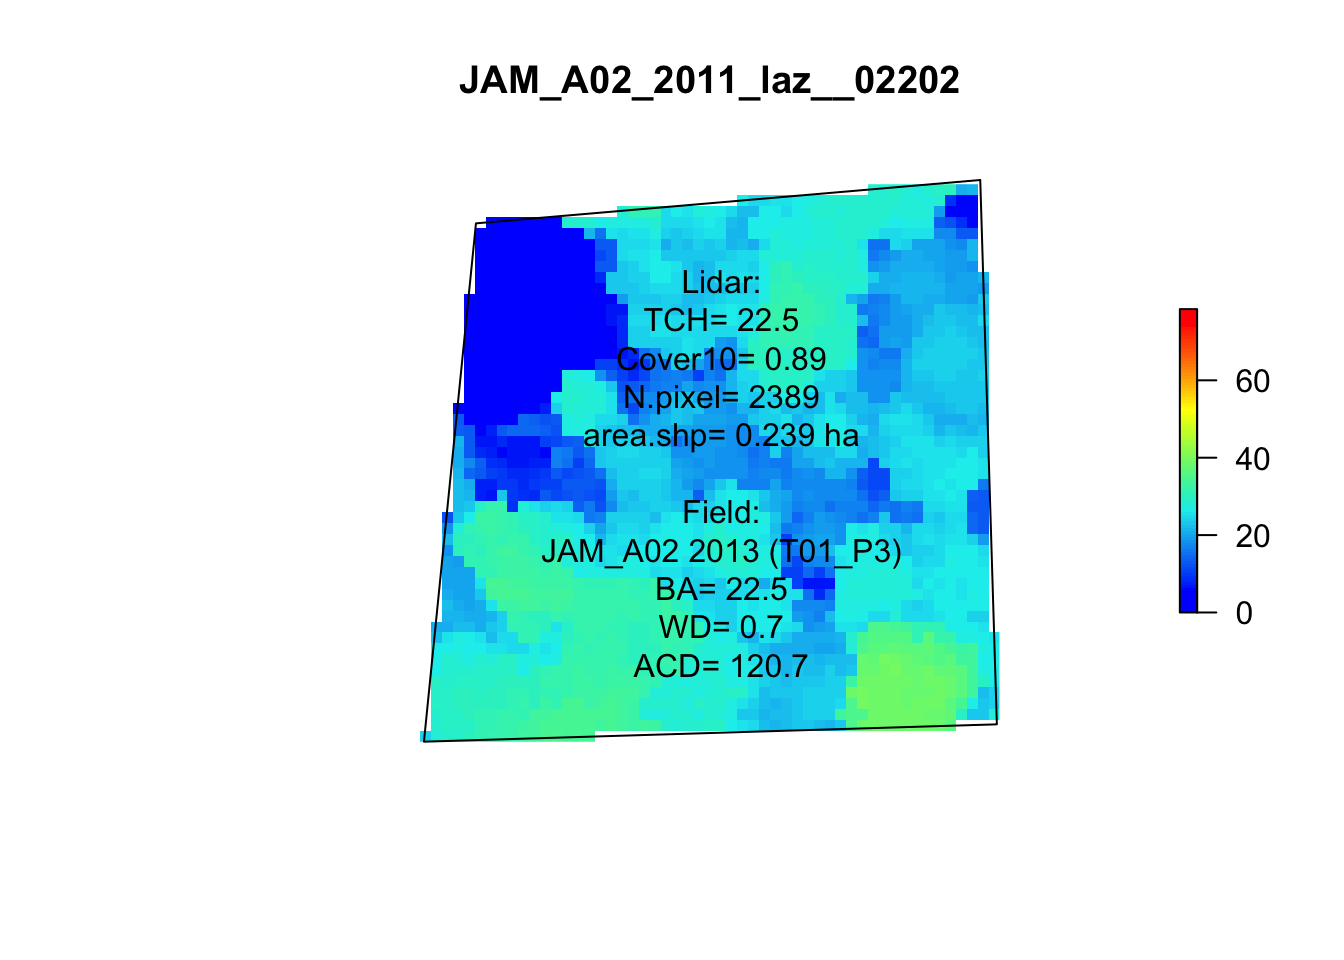 JAM_A02_2011_laz__02202
Lidar:
TCH= 22.5
Cover10= 0.89
N.pixel= 2389
area.shp= 0.239 ha
Field:
JAM_A02 2013 (T01_P3)
BA= 22.5
WD= 0.7
ACD= 120.7
60
40
20
0